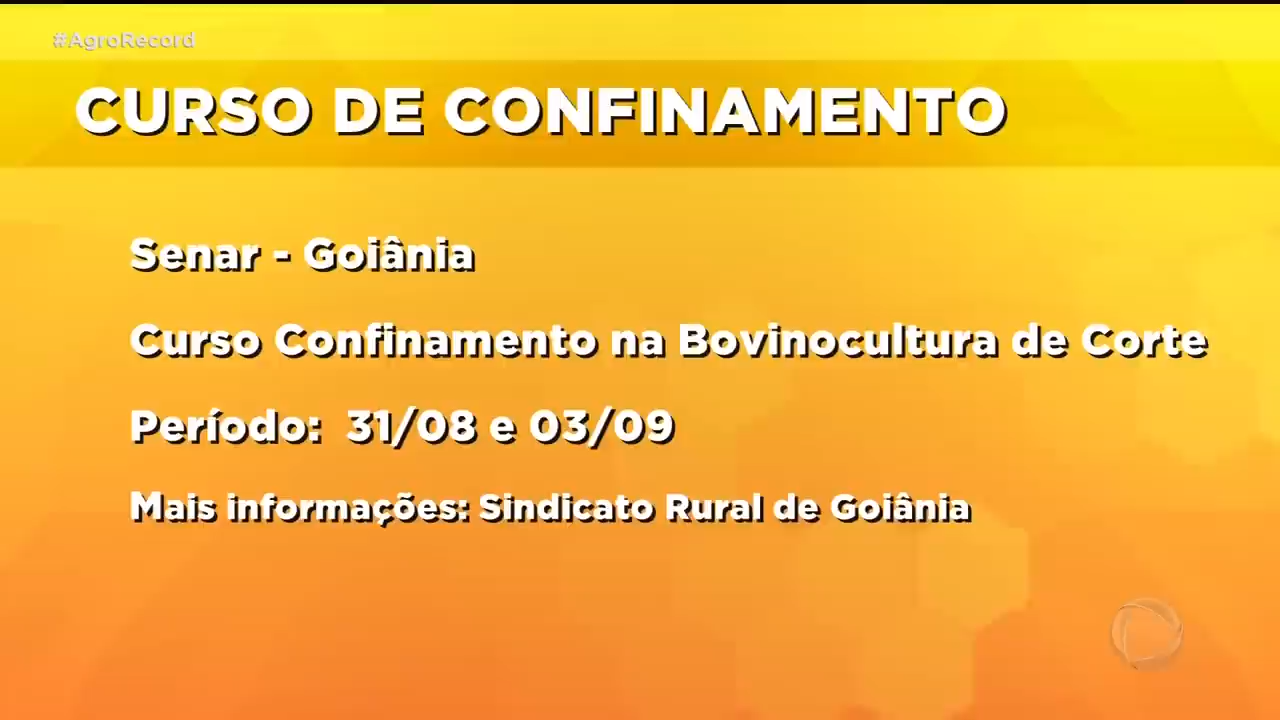 #AgroRecord
CURSO DE CONFINAMENTO
Senar - Goiânia
Curso Confinamento na Bovinocultura de Corte
Período: 31/08 e 03/09
Mais informações: Sindicato Rural de Goiânia